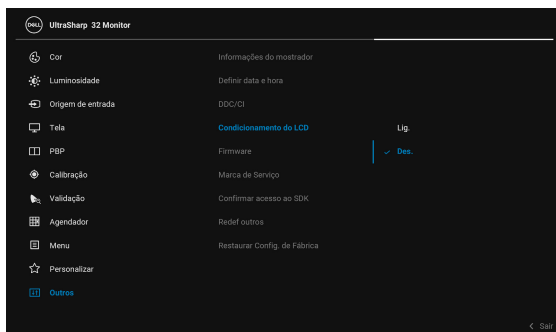 DELL UltraSharp 32 Monitor
Cor
Informações do mostrador
Luminosidade
Definir data e hora
Origem de entrada
DDC/CI
Tela
Condicionamento do LCD
Lig.
PBP
Firmware
Des.
Calibração
Marca de Serviço
Validação
Confirmar acesso ao SDK
Agendador
Redef outros
Menu
Restaurar Config. de Fábrica
Personalizar
Outros
Sair